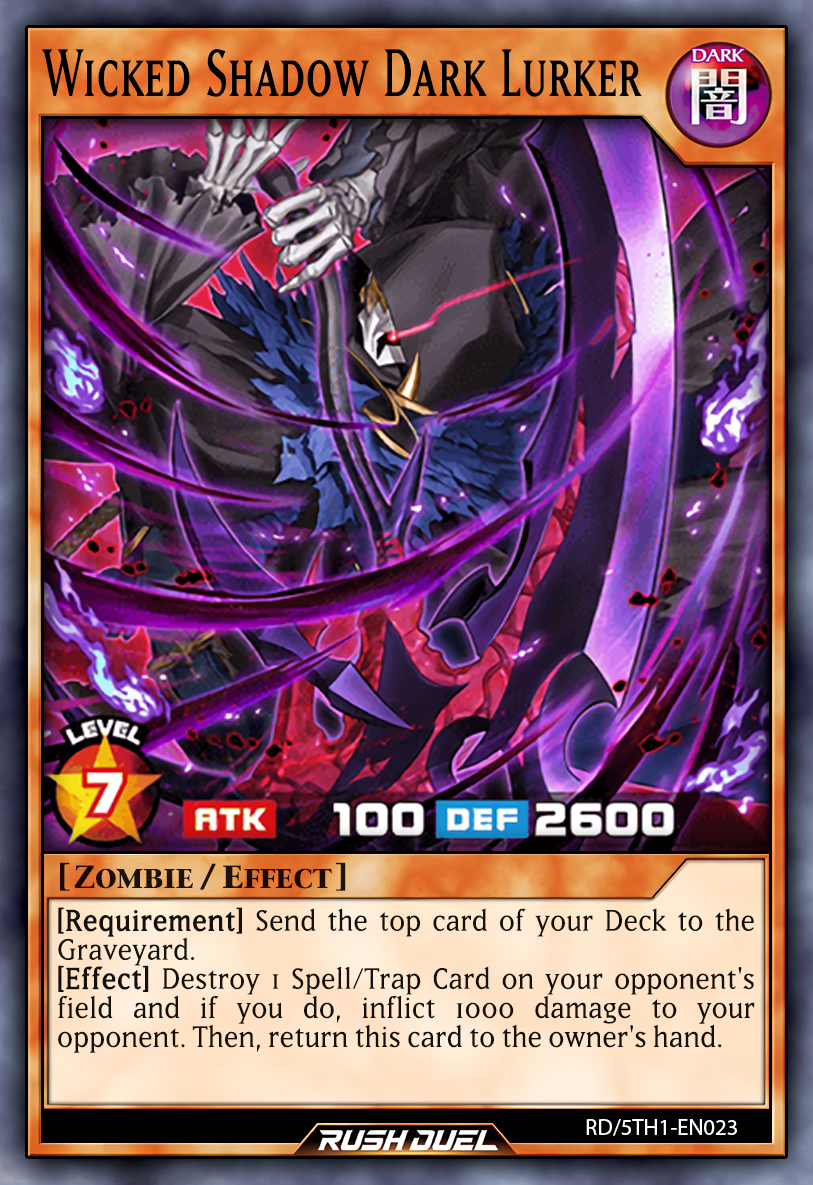 Wicked Shadow Dark Lurker
DARK
闇
LEVEL
7
ATK 100 DEF 2600
[Zombie / Effect]
[Requirement] Send the top card of your Deck to the
Graveyard.
[Effect] Destroy 1 Spell/Trap Card on your opponent's
field and if you do, inflict 1000 damage to your
opponent. Then, return this card to the owner's hand.
RUSH DUEL
RD/5TH1-EN023